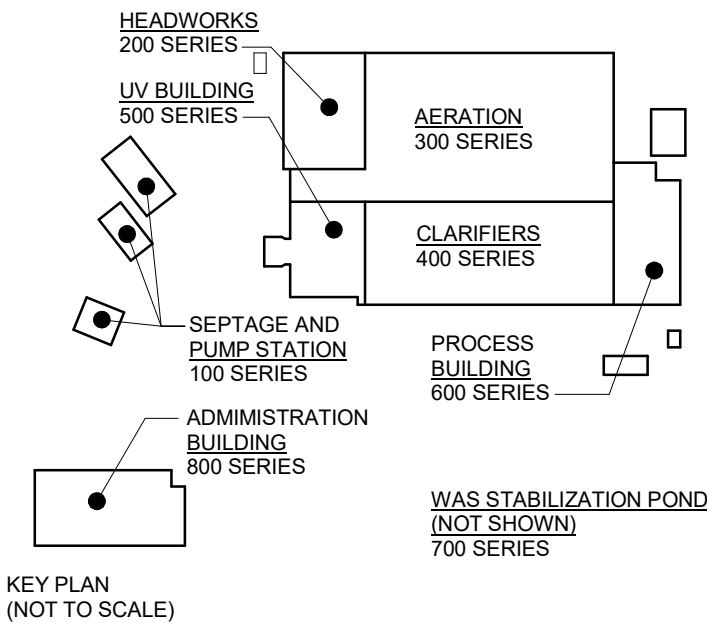 HEADWORKS
200 SERIES
UV BUILDING
500 SERIES
AERATION
300 SERIES
CLARIFIERS
400 SERIES
SEPTAGE AND
PUMP STATION
100 SERIES
PROCESS
BUILDING
600 SERIES
ADMIMISTRATION
BUILDING
800 SERIES
WAS STABILIZATION POND
(NOT SHOWN)
700 SERIES
KEY PLAN
(NOT TO SCALE)